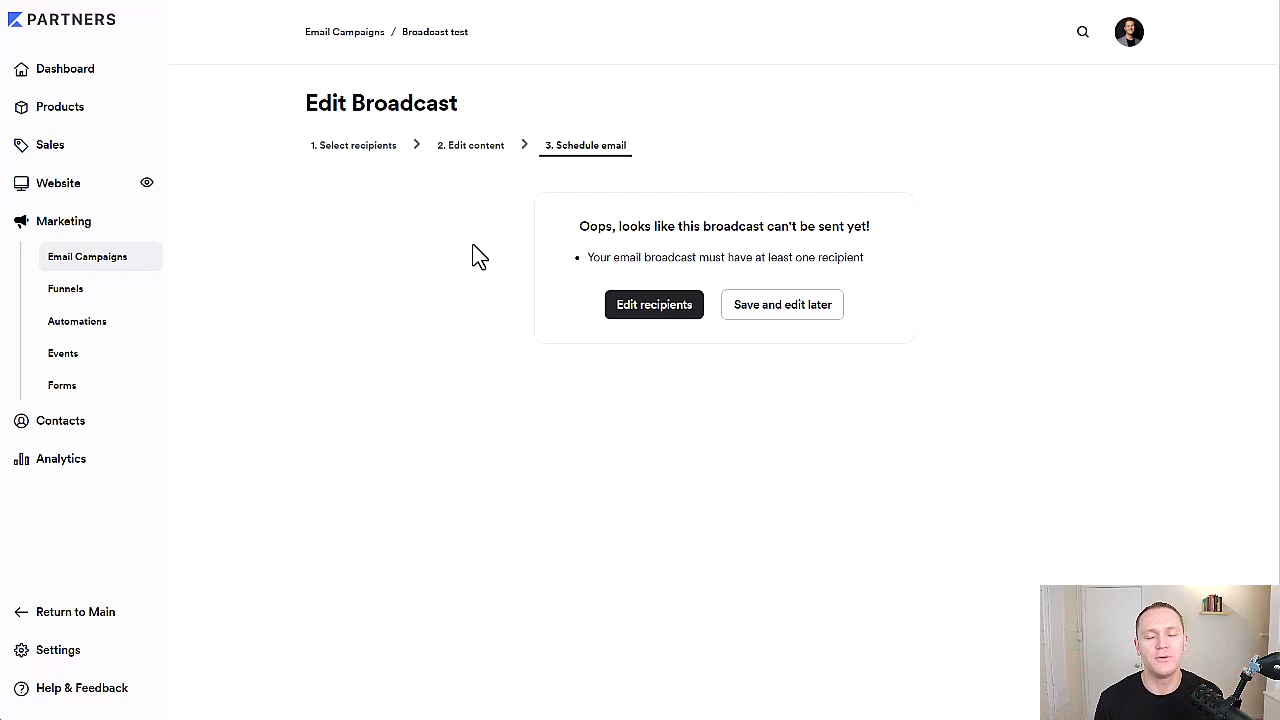 PARTNERS
Email Campaigns / Broadcast test
Dashboard
Products
Sales
Website
Marketing
Email Campaigns
Funnels
Automations
Events
Forms
Contacts
Analytics
Return to Main
Settings
Help & Feedback
Edit Broadcast
1. Select recipients
2. Edit content
3. Schedule email
Oops, looks like this broadcast can't be sent yet!
• Your email broadcast must have at least one recipient
Edit recipients
Save and edit later